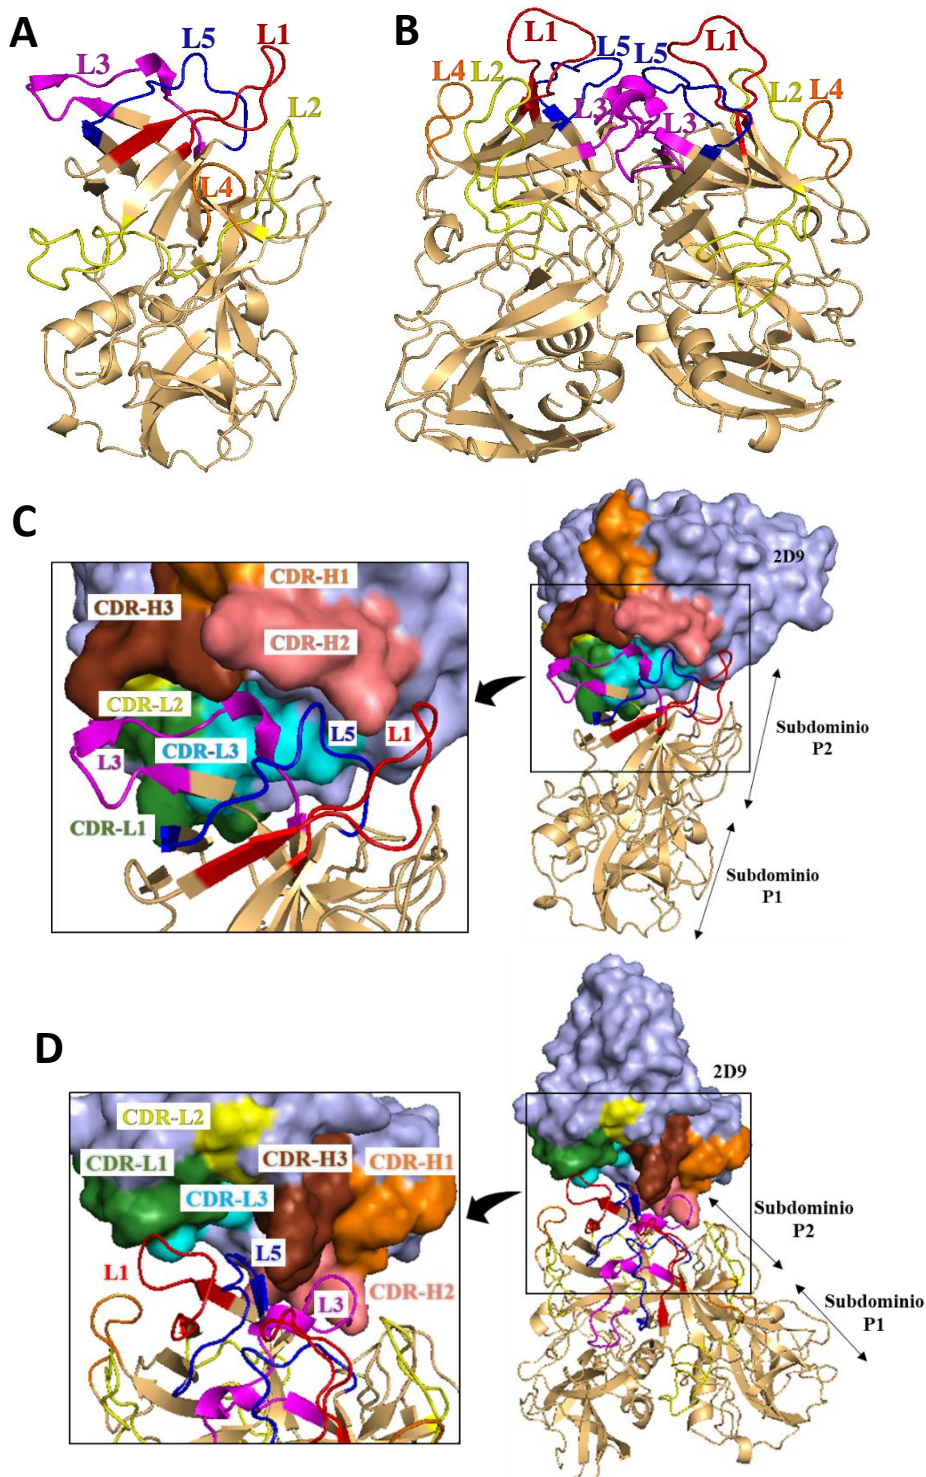 A
L3
L5
L1
L2
L4
B
L1
L5
L5
L1
L4
L2
L2
L4
L3
L3
C
CDR-H1
CDR-H3
CDR-H2
CDR-L2
L5
L1
L3
CDR-L3
CDR-L1
2D9
Subdominio
P2
Subdominio
P1
D
CDR-L2
CDR-L1
CDR-H3
CDR-H1
CDR-L3
L5
L1
L3
CDR-H2
2D9
Subdominio
P2
Subdominio
P1